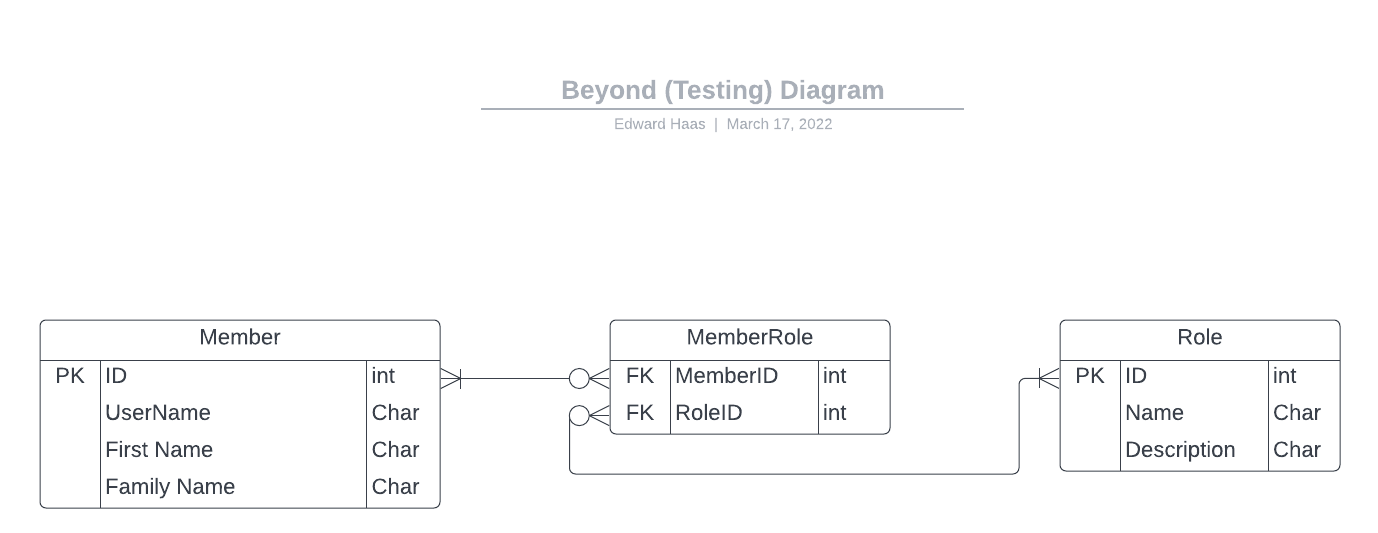 Beyond (Testing) Diagram
Edward Haas | March 17, 2022
Member
PK ID int
UserName Char
First Name Char
Family Name Char
MemberRole
FK MemberID int
FK RoleID int
Role
PK ID int
Name Char
Description Char